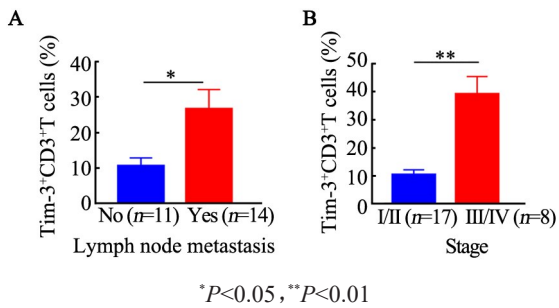 A
Tim-3⁺CD3⁺T cells (%)
40
30
20
10
0
*
No (n=11) Yes (n=14)
Lymph node metastasis
B
Tim-3⁺CD3⁺T cells (%)
50
40
30
20
10
0
**
I/II (n=17) III/IV (n=8)
Stage
*P<0.05,**P<0.01